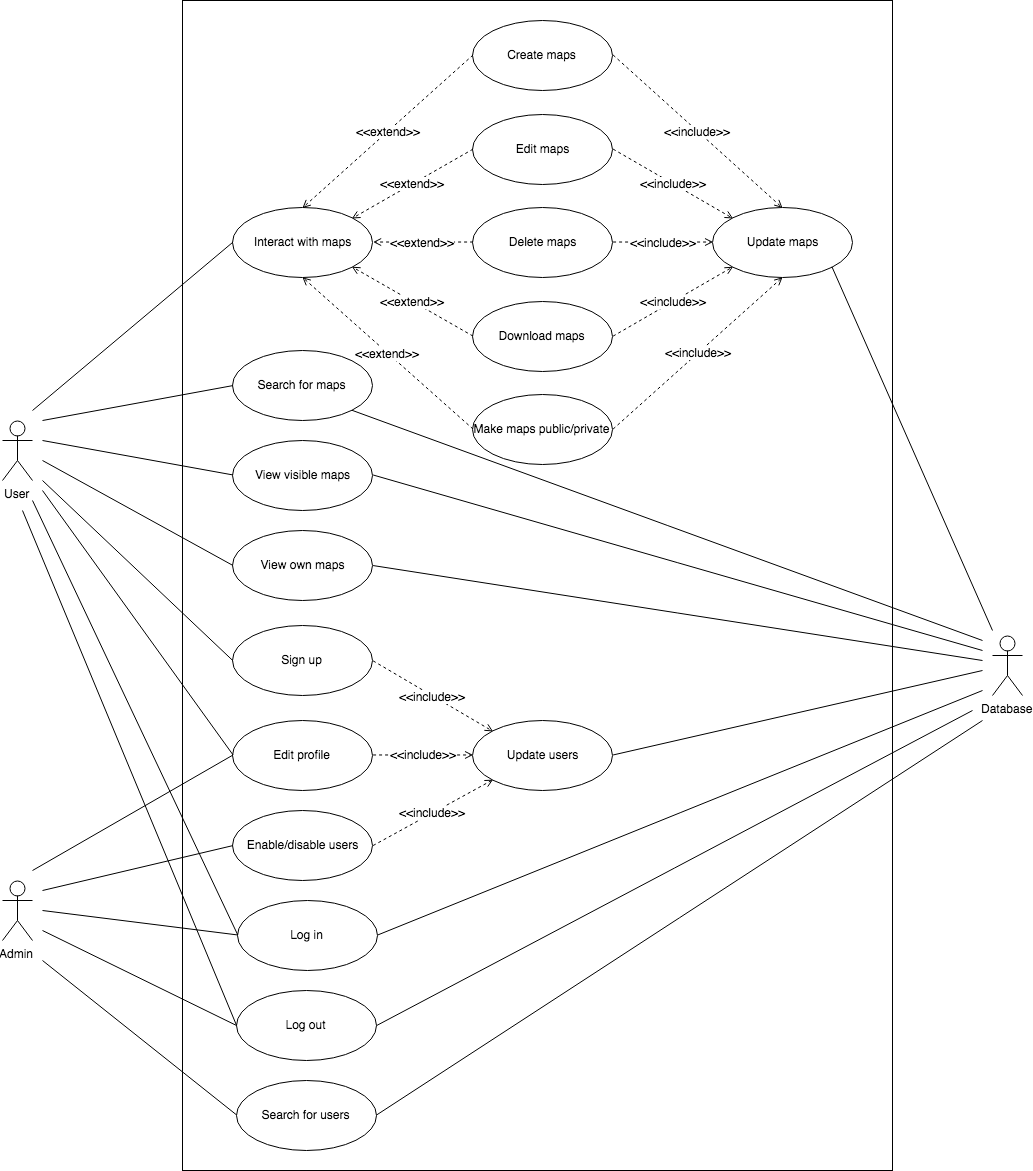 Create maps
<<extend>>
<<include>>
Edit maps
<<extend>>
<<include>>
Interact with maps
<<extend>>
Delete maps
<<include>>
Update maps
<<extend>>
<<include>>
Download maps
<<extend>>
<<include>>
Search for maps
Make maps public/private
User
View visible maps
View own maps
Sign up
<<include>>
Database
Edit profile
<<include>>
Update users
<<include>>
Enable/disable users
Log in
Admin
Log out
Search for users